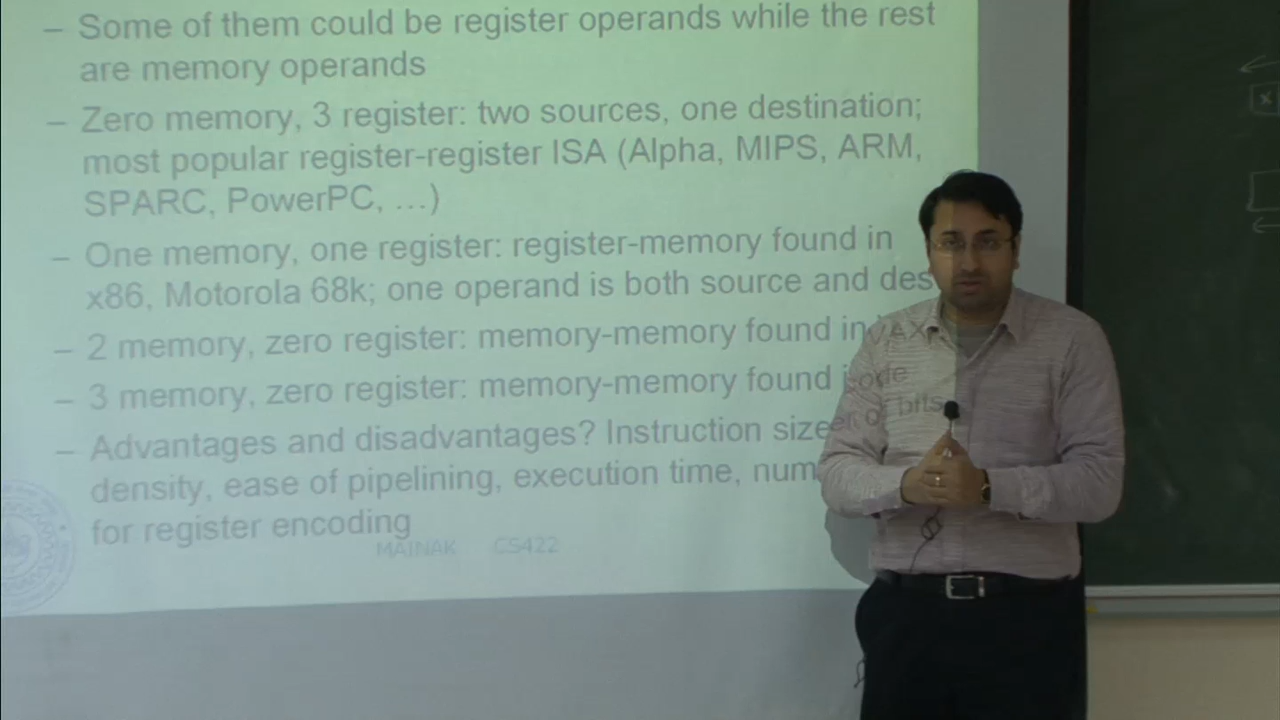 – Some of them could be register operands while the rest
are memory operands
– Zero memory, 3 register: two sources, one destination;
most popular register-register ISA (Alpha, MIPS, ARM,
SPARC, PowerPC, …)
– One memory, one register: register-memory found in
x86, Motorola 68k; one operand is both source and des
– 2 memory, zero register: memory-memory found in VAX
– 3 memory, zero register: memory-memory found
– Advantages and disadvantages? Instruction size code
density, ease of pipelining, execution time, num of bits
for register encoding
MAINAK CS422
x